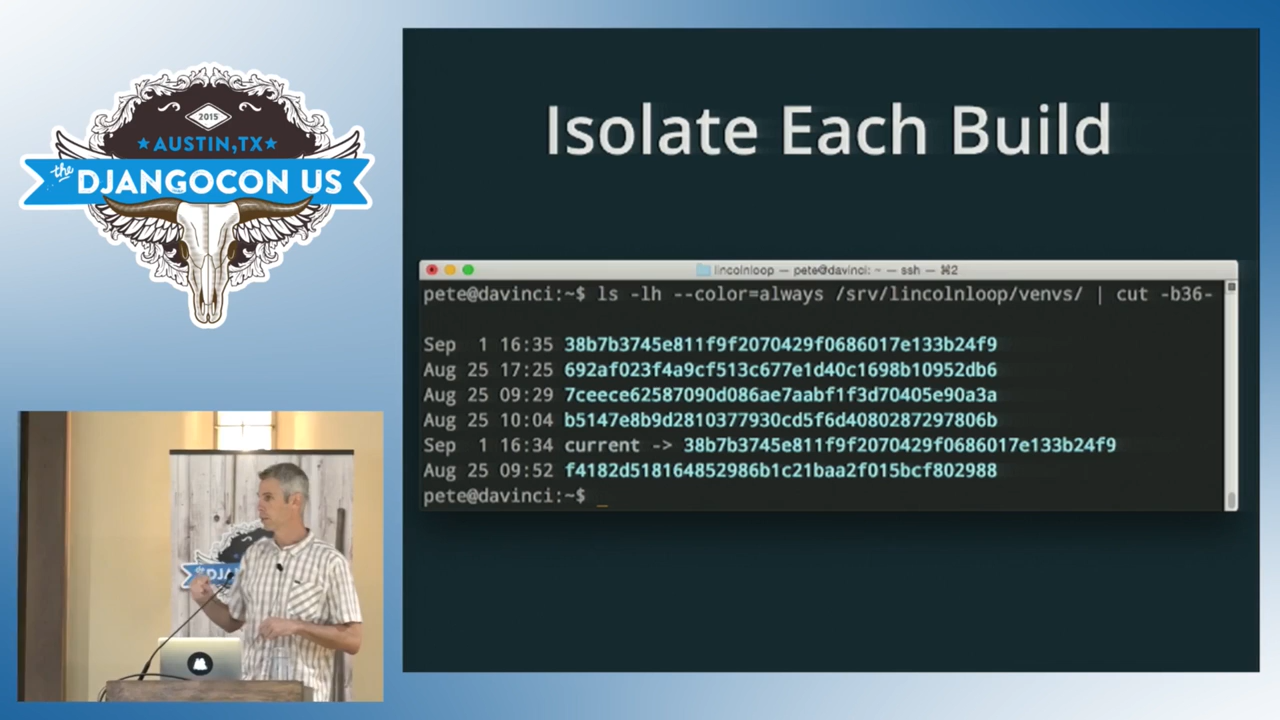 2015
AUSTIN,TX
the
DJANGOCON US
Isolate Each Build
lincolnloop — pete@davinci: ~ — ssh — ⌘2
pete@davinci:~$ ls -lh --color=always /srv/lincolnloop/venvs/ | cut -b36-
Sep 1 16:35 38b7b3745e811f9f2070429f0686017e133b24f9
Aug 25 17:25 692af023f4a9cf513c677e1d40c1698b10952db6
Aug 25 09:29 7ceece62587090d086ae7aabf1f3d70405e90a3a
Aug 25 10:04 b5147e8b9d2810377930cd5f6d4080287297806b
Sep 1 16:34 current -> 38b7b3745e811f9f2070429f0686017e133b24f9
Aug 25 09:52 f4182d518164852986b1c21baa2f015bcf802988
pete@davinci:~$ _